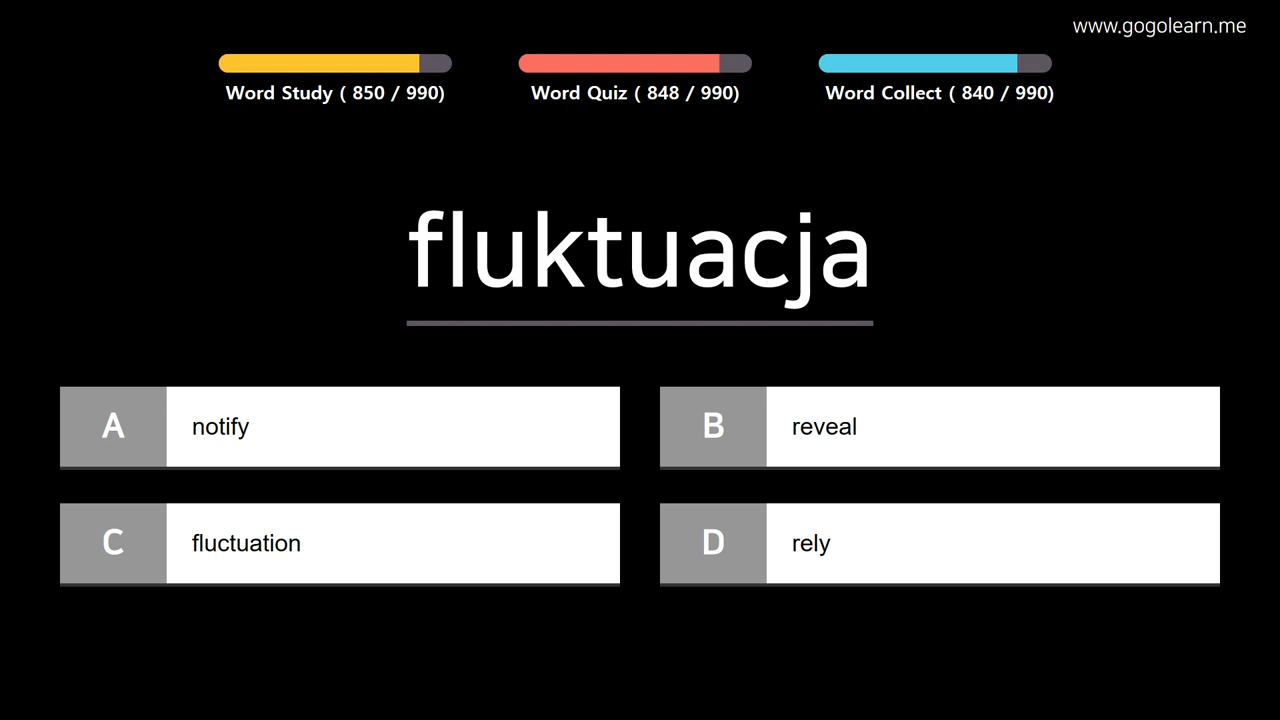 www.gogolearn.me
Word Study ( 850 / 990)
Word Quiz ( 848 / 990)
Word Collect ( 840 / 990)
fluktuacja
A notify
B reveal
C fluctuation
D rely